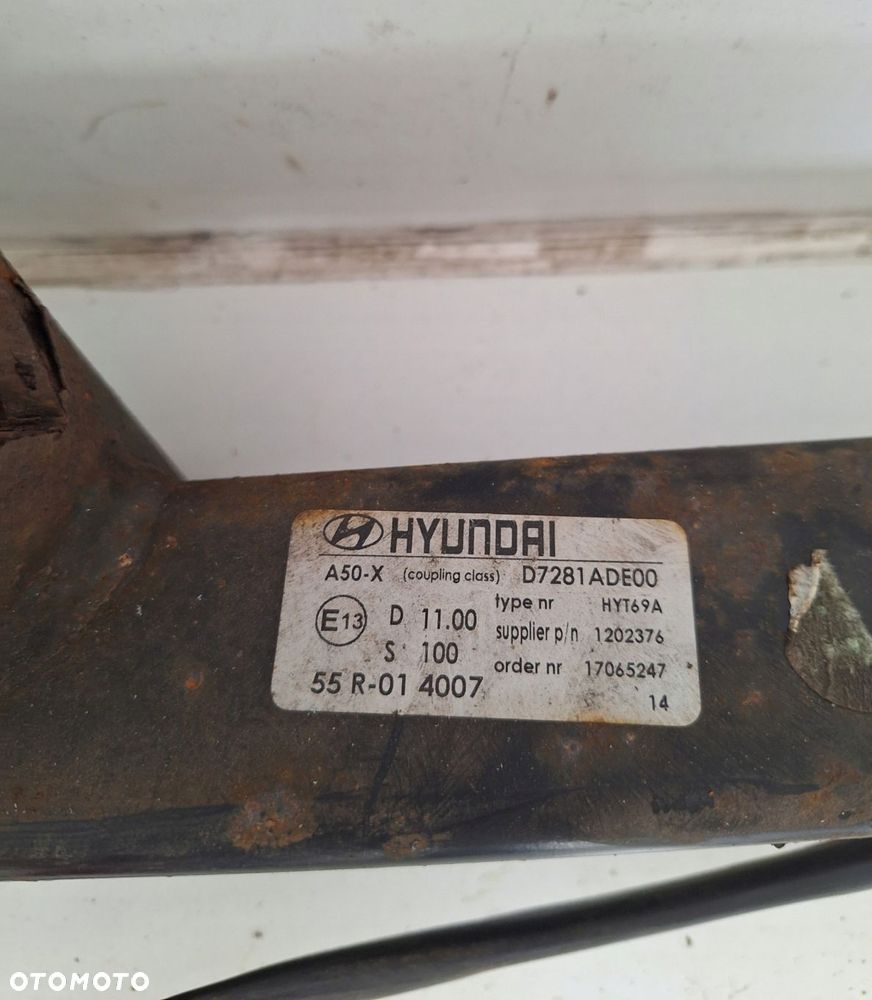 HYUNDAI
A50-X (coupling class) D7281ADE00
type nr HYT69A
E13 D 11.00
supplier p/n 1202376
S 100
order nr 17065247
55 R-01 4007
14
OTOMOTO